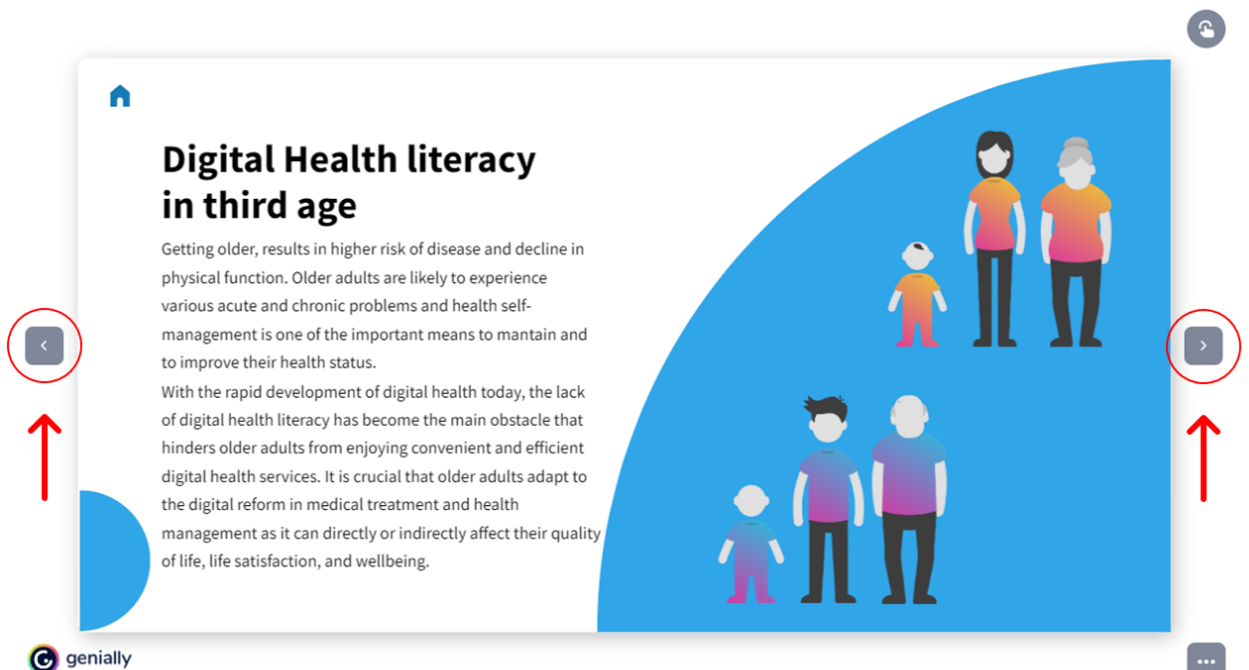 Digital Health literacy
in third age
Getting older, results in higher risk of disease and decline in
physical function. Older adults are likely to experience
various acute and chronic problems and health self-
management is one of the important means to mantain and
to improve their health status.
With the rapid development of digital health today, the lack
of digital health literacy has become the main obstacle that
hinders older adults from enjoying convenient and efficient
digital health services. It is crucial that older adults adapt to
the digital reform in medical treatment and health
management as it can directly or indirectly affect their quality
of life, life satisfaction, and wellbeing.
genially